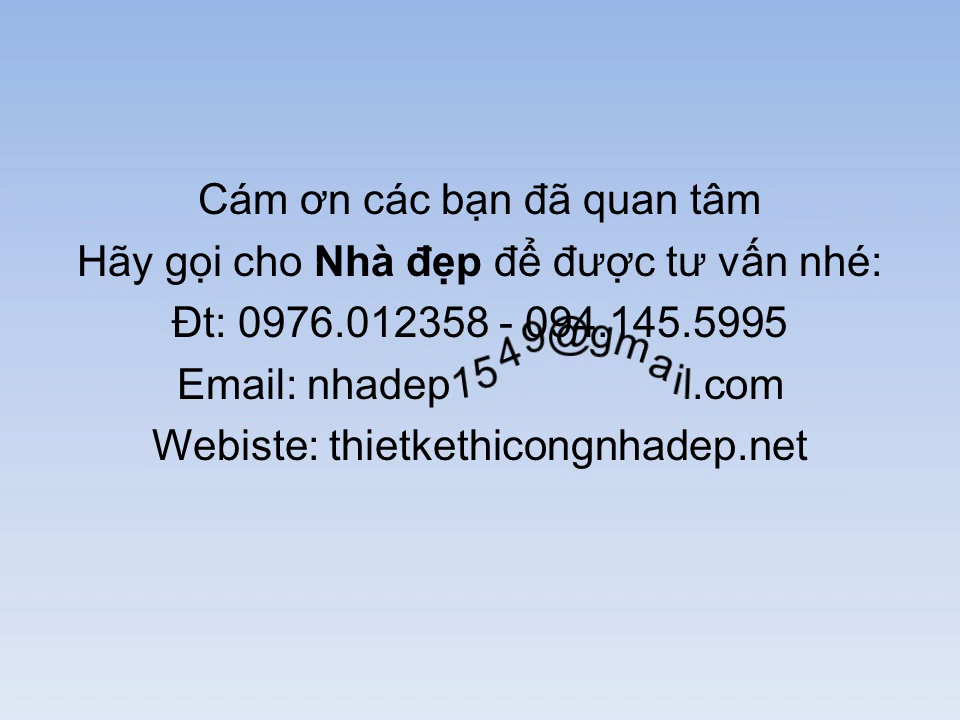 Cám ơn các bạn đã quan tâm
Hãy gọi cho Nhà đẹp để được tư vấn nhé:
Đt: 0976.012358 - 094.145.5995
Email: nhadep1549@gmail.com
Webiste: thietkethicongnhadep.net